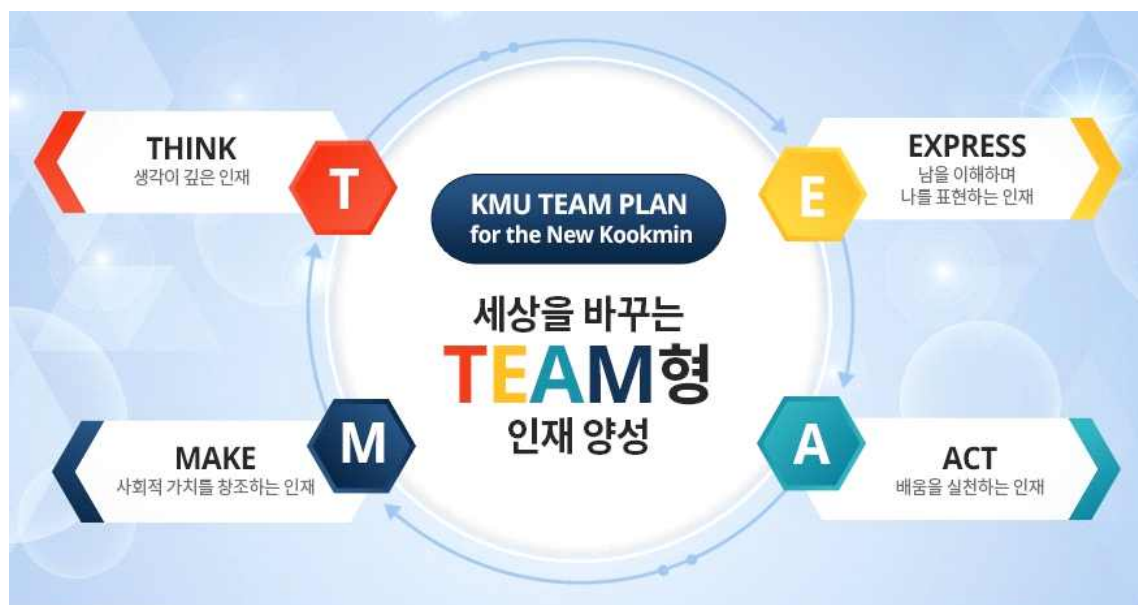 THINK
생각이 깊은 인재
T
KMU TEAM PLAN
for the New Kookmin
세상을 바꾸는
TEAM형
인재 양성
E
EXPRESS
남을 이해하며
나를 표현하는 인재
MAKE
사회적 가치를 창조하는 인재
M
A
ACT
배움을 실천하는 인재